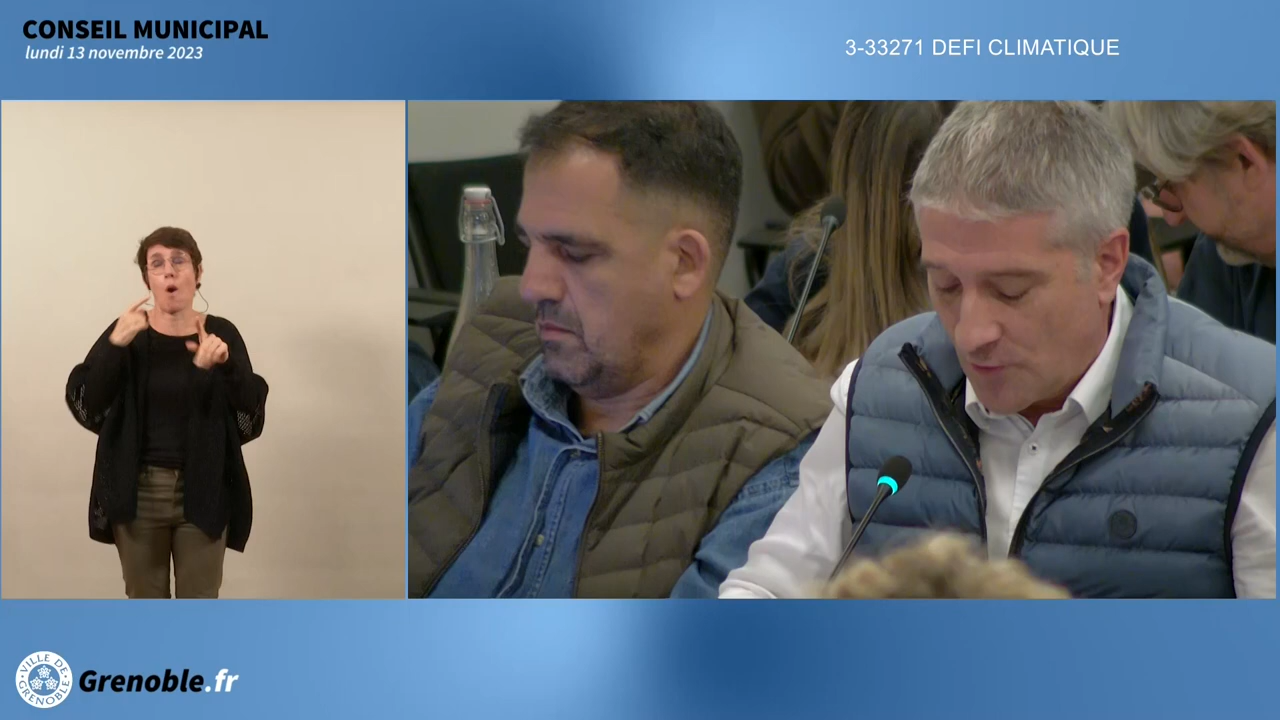 CONSEIL MUNICIPAL
lundi 13 novembre 2023
3-33271 DEFI CLIMATIQUE
VILLE DE GRENOBLE
Grenoble.fr